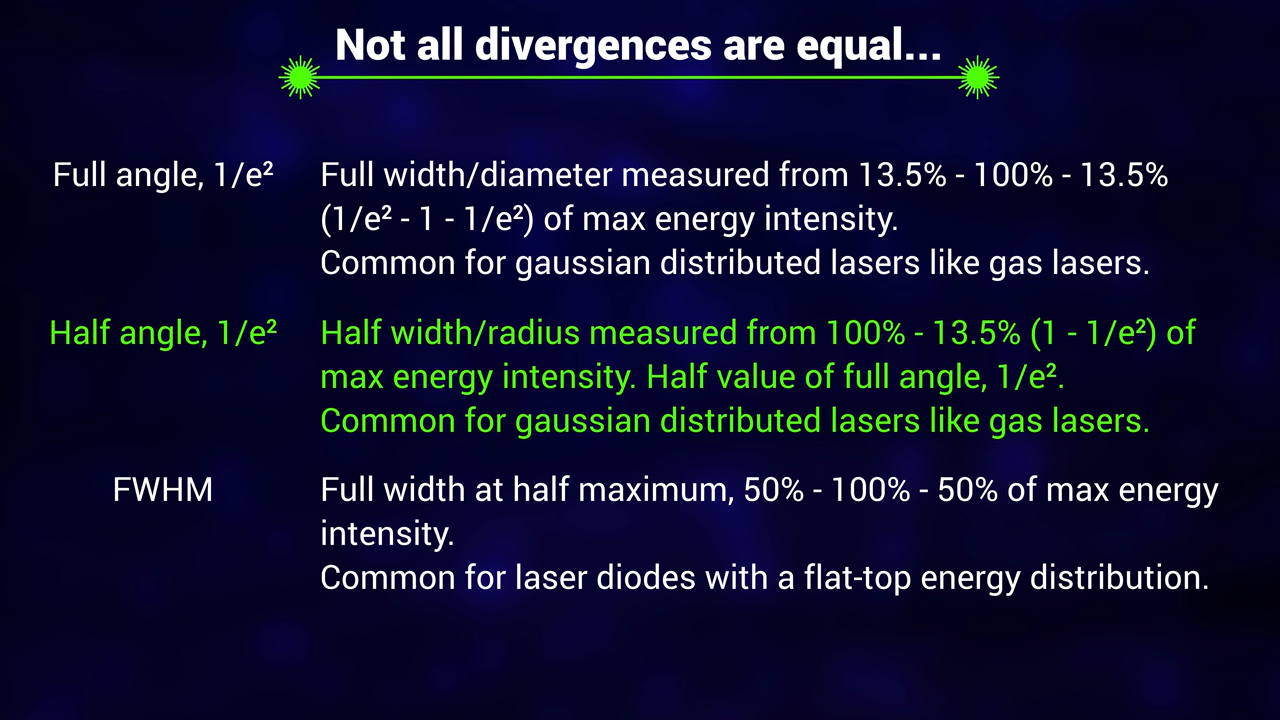 Not all divergences are equal...
Full angle, 1/e²
Full width/diameter measured from 13.5% - 100% - 13.5%
(1/e² - 1 - 1/e²) of max energy intensity.
Common for gaussian distributed lasers like gas lasers.
Half angle, 1/e²
Half width/radius measured from 100% - 13.5% (1 - 1/e²) of
max energy intensity. Half value of full angle, 1/e².
Common for gaussian distributed lasers like gas lasers.
FWHM
Full width at half maximum, 50% - 100% - 50% of max energy
intensity.
Common for laser diodes with a flat-top energy distribution.